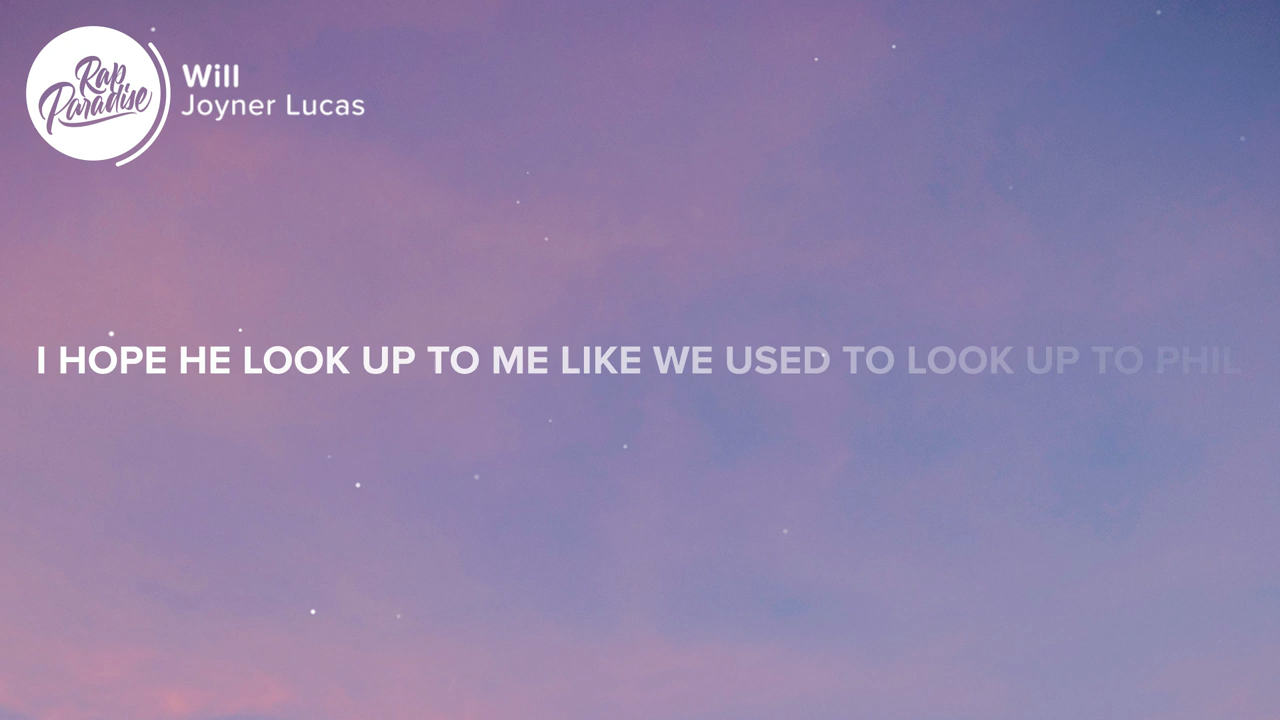 Rap
Paradise
Will
Joyner Lucas
I HOPE HE LOOK UP TO ME LIKE WE USED TO LOOK UP TO PHIL